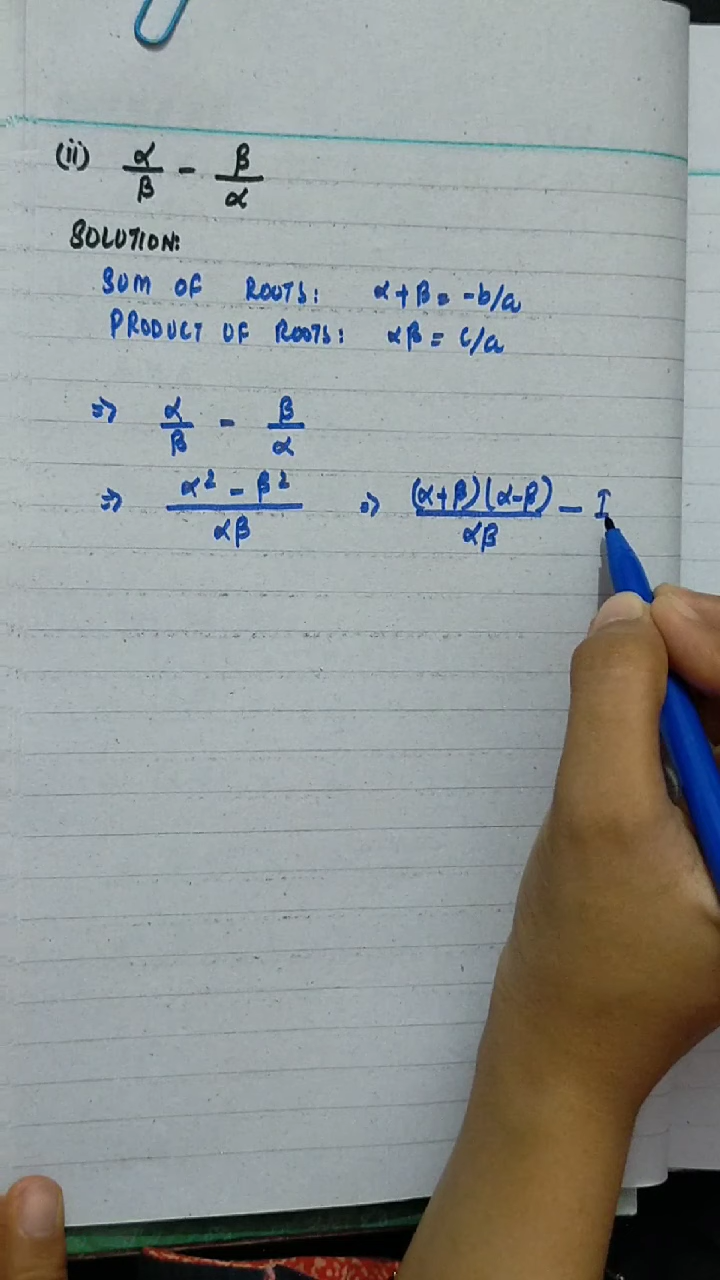 (ii) α/β - β/α
SOLUTION:
SUM OF ROOTS: α+β = -b/a
PRODUCT OF ROOTS: αβ = c/a
⇒ α/β - β/α
⇒ α² - β²/αβ ⇒ (α+β)(α-β)/αβ — I